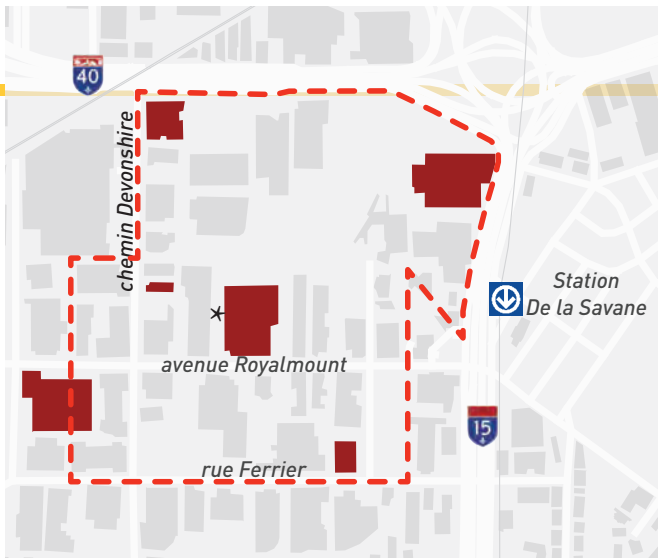 40
chemin Devonshire
Station
De la Savane
avenue Royalmount
15
rue Ferrier